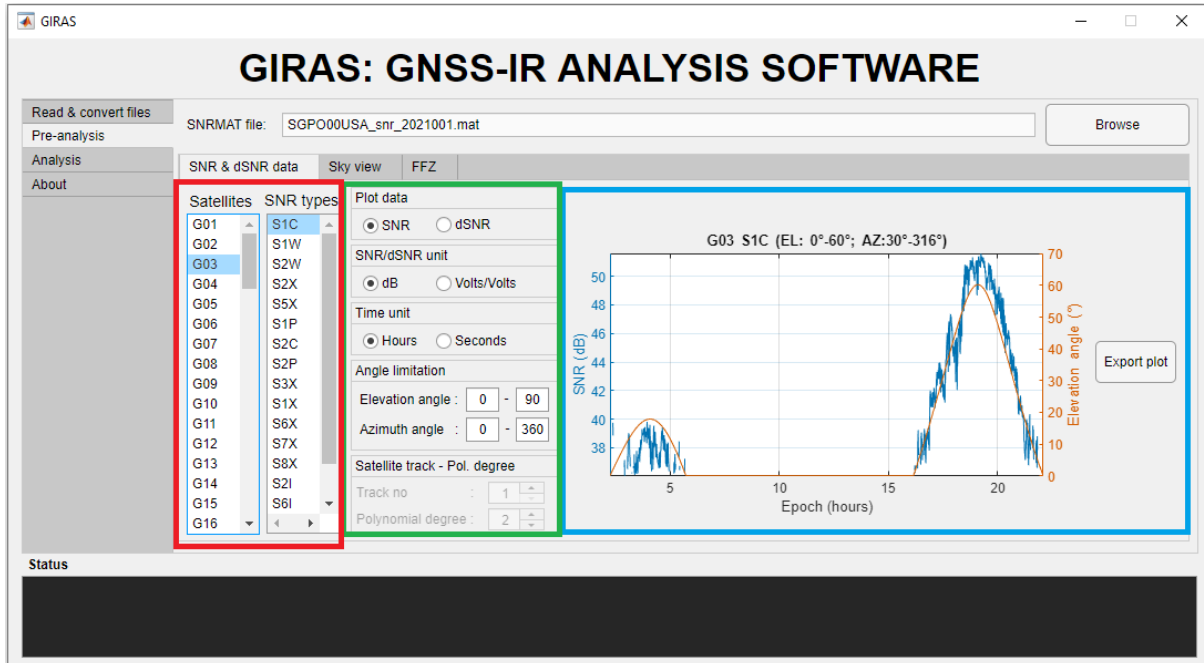 GIRAS
GIRAS: GNSS-IR ANALYSIS SOFTWARE
Read & convert files
Pre-analysis
Analysis
About
SNRMAT file: SGPO00USA_snr_2021001.mat Browse
SNR & dSNR data Sky view FFZ
Satellites SNR types
G01 S1C
G02 S1W
G03 S2W
G04 S2X
G05 S5X
G06 S1P
G07 S2C
G08 S2P
G09 S3X
G10 S1X
G11 S6X
G12 S7X
G13 S8X
G14 S2I
G15 S6I
G16
Plot data
SNR dSNR
SNR/dSNR unit
dB Volts/Volts
Time unit
Hours Seconds
Angle limitation
Elevation angle : 0 - 90
Azimuth angle : 0 - 360
Satellite track - Pol. degree
Track no : 1
Polynomial degree : 2
G03 S1C (EL: 0°-60°; AZ:30°-316°)
SNR (dB)
50
48
46
44
42
40
38
5 10 15 20
Epoch (hours)
70
60
50
40
30
20
10
0
Elevation angle (°)
Export plot
Status